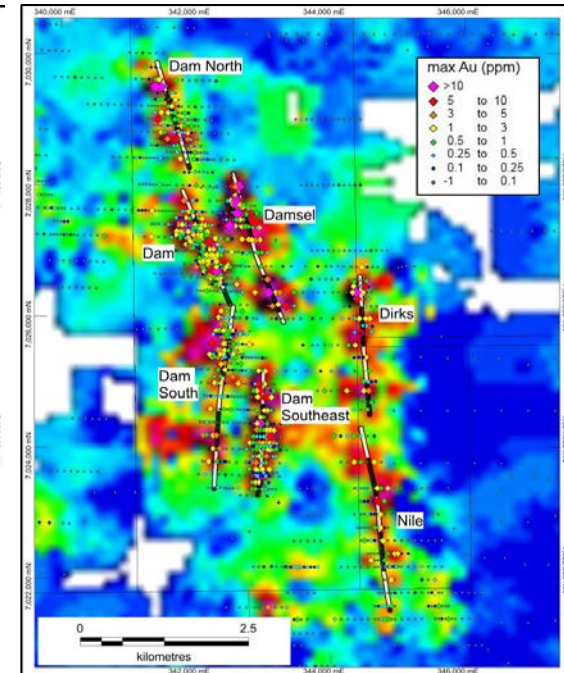 340,000 mE
342,000 mE
344,000 mE
346,000 mE
7,030,000 mN
7,028,000 mN
7,026,000 mN
7,024,000 mN
7,022,000 mN
Dam North
max Au (ppm)
>10
5 to 10
3 to 5
1 to 3
0.5 to 1
0.25 to 0.5
0.1 to 0.25
-1 to 0.1
Damsel
Dam
Dirks
Dam
South
Dam
Southeast
Nile
0 2.5
kilometres
342,000 mE
344,000 mE
346,000 mE